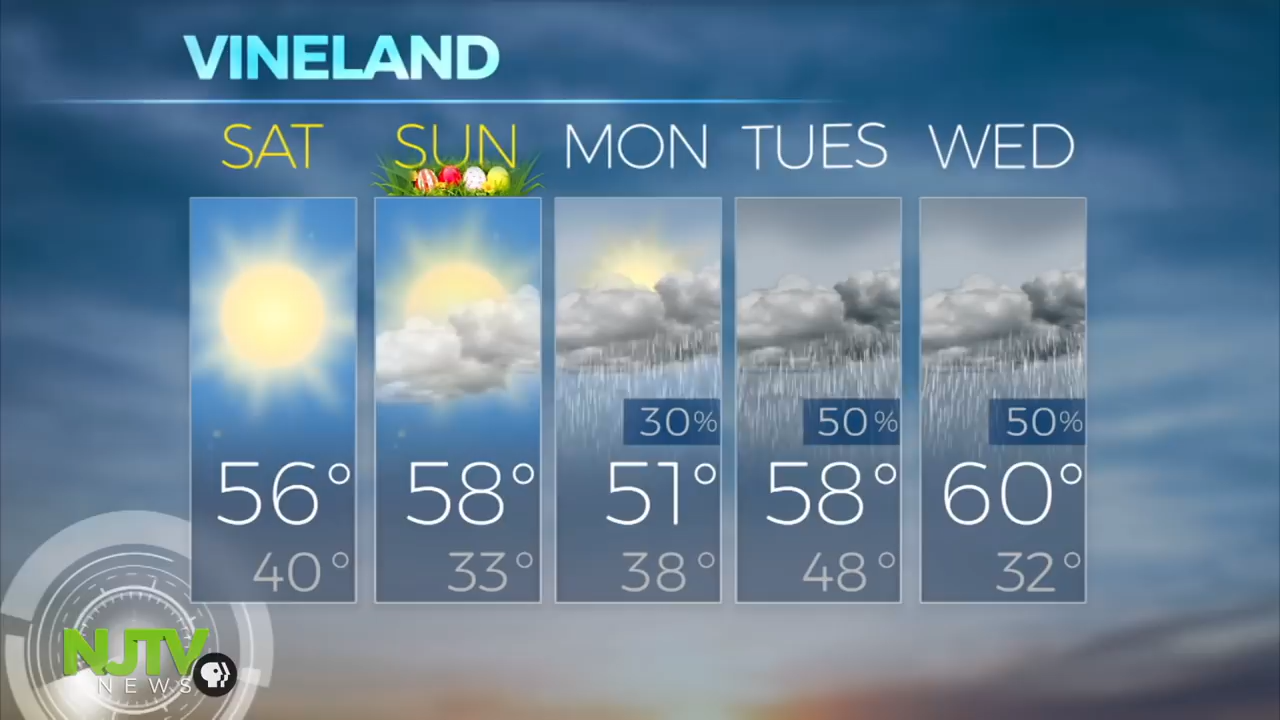 VINELAND
SAT SUN MON TUES WED
30% 50% 50%
56° 58° 51° 58° 60°
40° 33° 38° 48° 32°
NJTV
NEWS